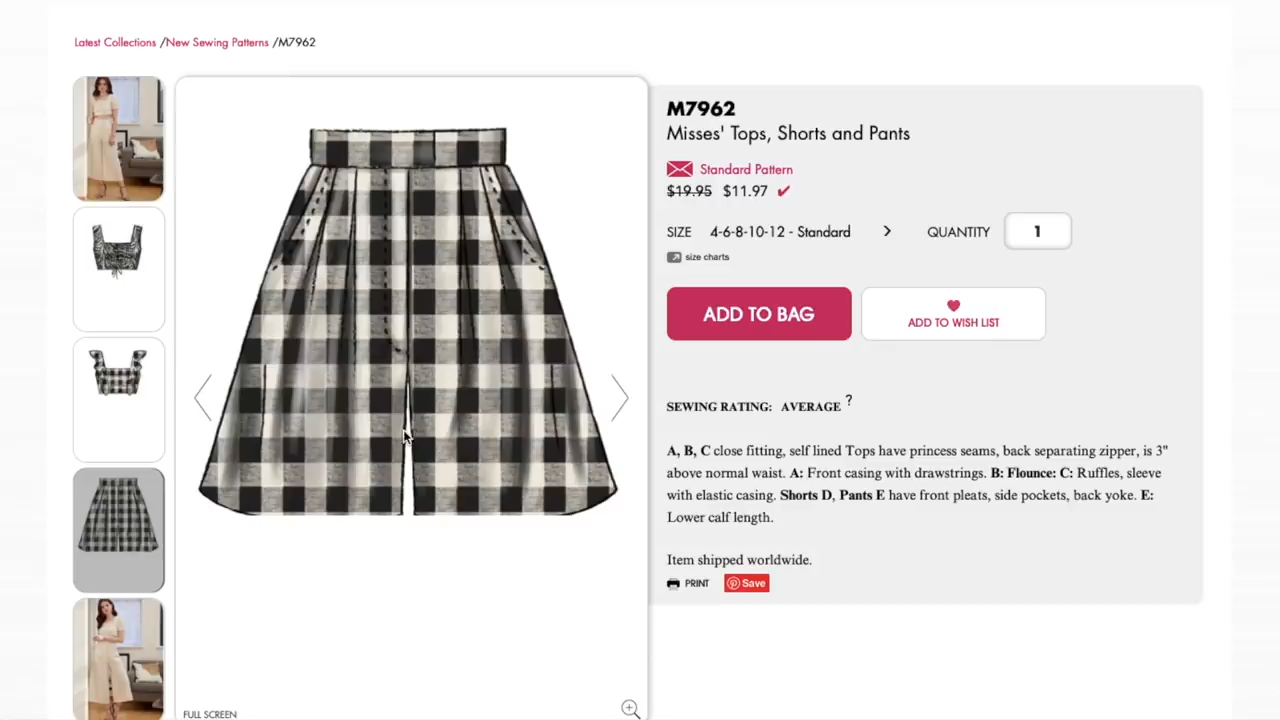 Latest Collections /New Sewing Patterns /M7962
M7962
Misses' Tops, Shorts and Pants
Standard Pattern
$19.95 $11.97 ✔
SIZE 4-6-8-10-12 - Standard > QUANTITY 1
size charts
ADD TO BAG
ADD TO WISH LIST
SEWING RATING: AVERAGE ?
A, B, C close fitting, self lined Tops have princess seams, back separating zipper, is 3"
above normal waist. A: Front casing with drawstrings. B: Flounce: C: Ruffles, sleeve
with elastic casing. Shorts D, Pants E have front pleats, side pockets, back yoke. E:
Lower calf length.
Item shipped worldwide.
PRINT Save
FULL SCREEN